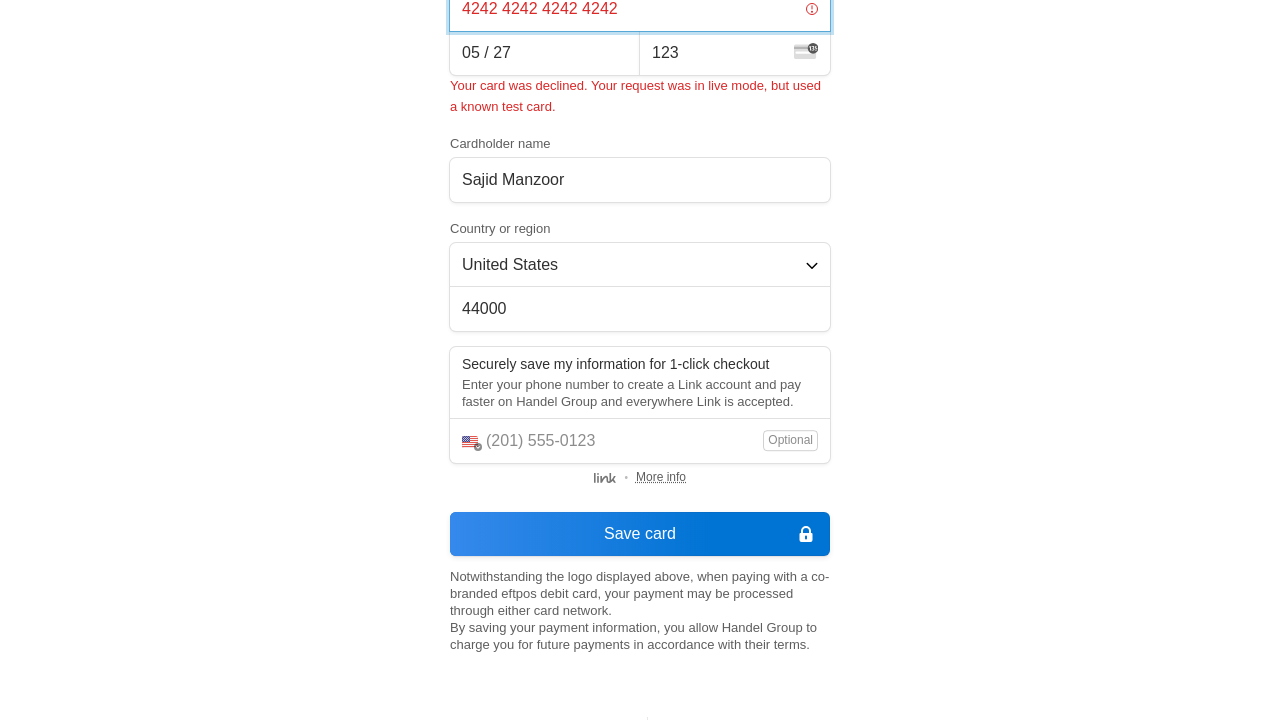 4242 4242 4242 4242
05 / 27
123
Your card was declined. Your request was in live mode, but used
a known test card.
Cardholder name
Sajid Manzoor
Country or region
United States
44000
Securely save my information for 1-click checkout
Enter your phone number to create a Link account and pay
faster on Handel Group and everywhere Link is accepted.
(201) 555-0123
Optional
link • More info
Save card
Notwithstanding the logo displayed above, when paying with a co-
branded eftpos debit card, your payment may be processed
through either card network.
By saving your payment information, you allow Handel Group to
charge you for future payments in accordance with their terms.